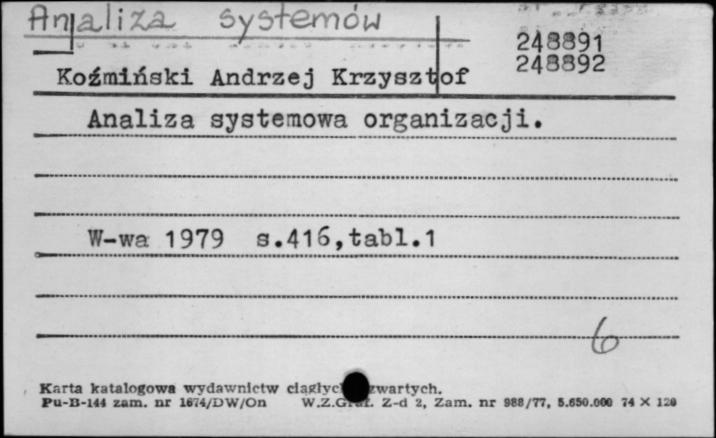 Analiza systemów
248891
248892
Koźmiński Andrzej Krzysztof
Analiza systemowa organizacji.
W-wa 1979 s.416,tabl.1
6
Karta katalogowa wydawnictw zwartych.
Pu-B-144 zam. nr 1674/DW/On W.Z.Graf. Z-d 2, Zam. nr 988/77, 5.650.000 74 X 120